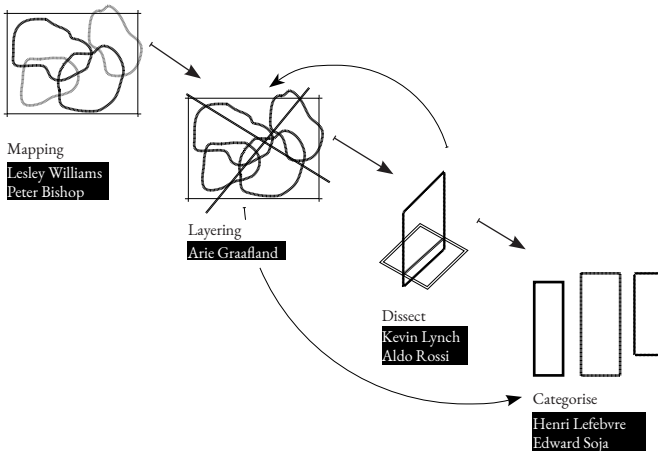 Mapping
Lesley Williams
Peter Bishop
Layering
Arie Graafland
Dissect
Kevin Lynch
Aldo Rossi
Categorise
Henri Lefebvre
Edward Soja